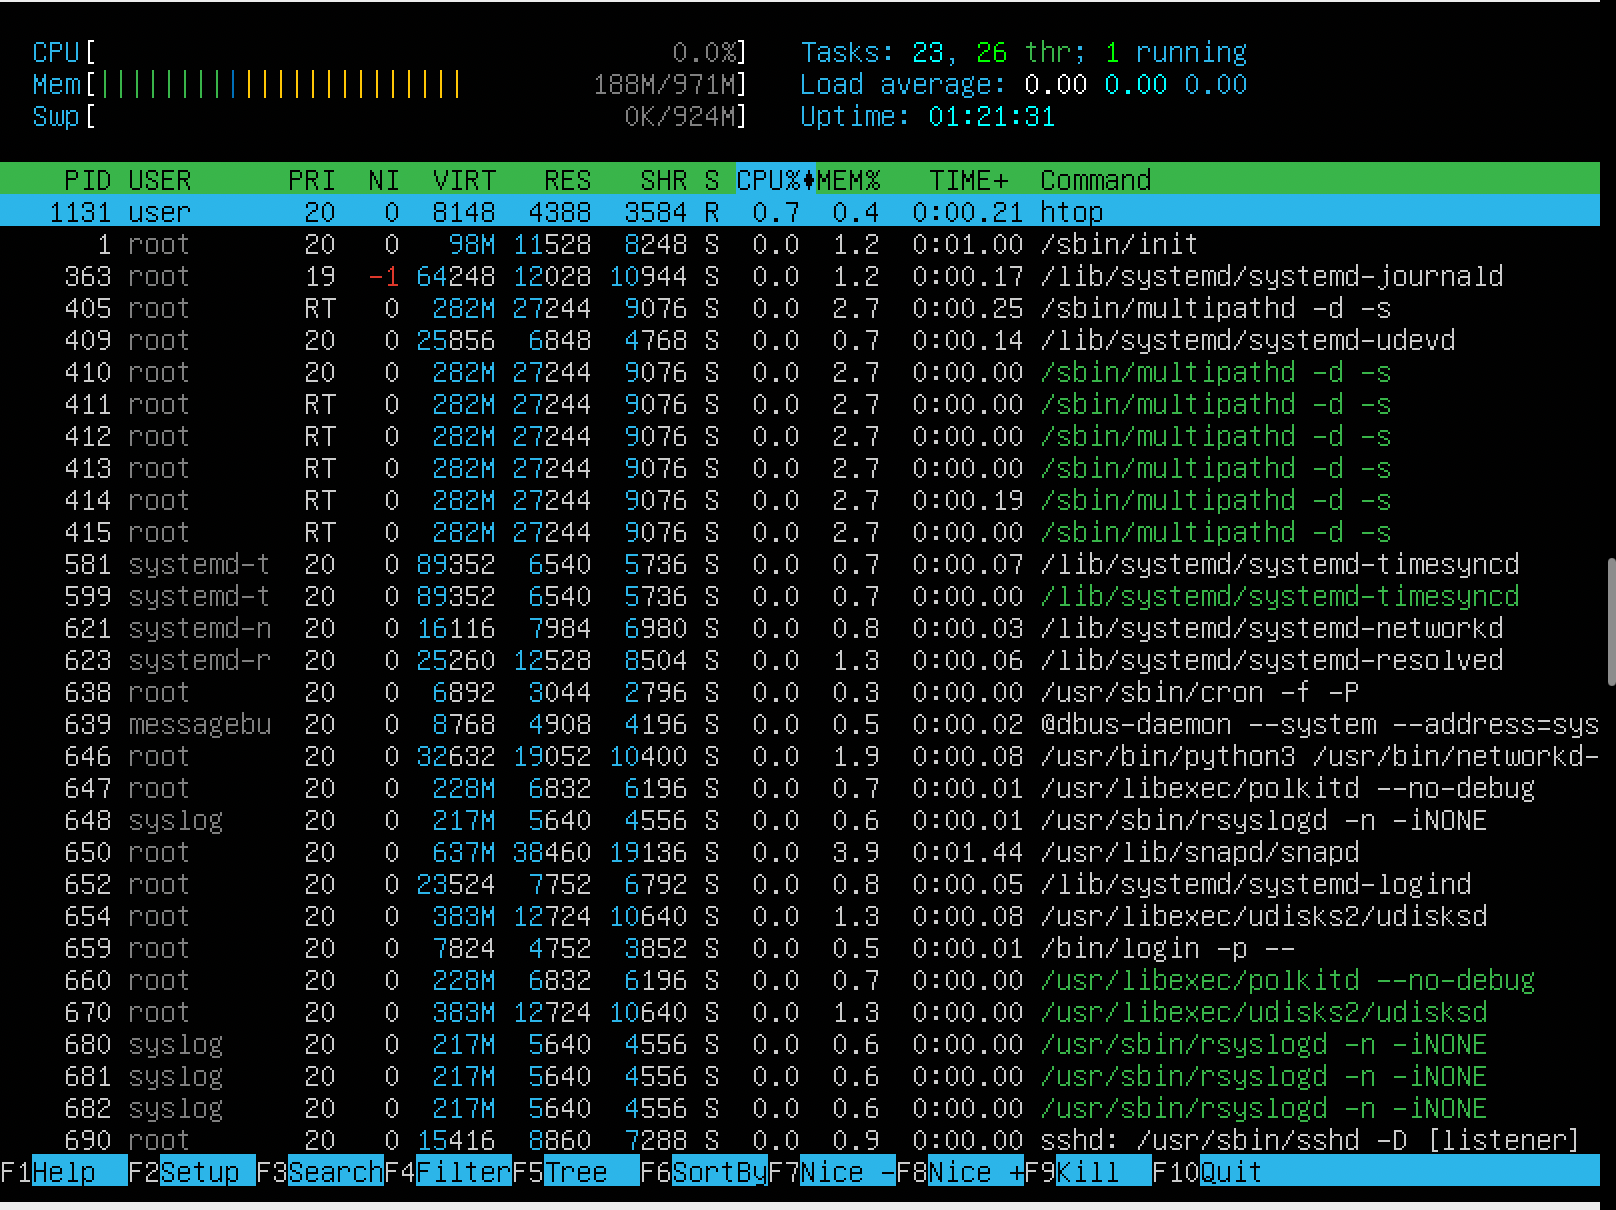 CPU[ 0.0%] Tasks: 23, 26 thr; 1 running
Mem[||||||||||||||||||||||| 188M/971M] Load average: 0.00 0.00 0.00
Swp[ 0K/924M] Uptime: 01:21:31
PID USER PRI NI VIRT RES SHR S CPU% MEM% TIME+ Command
1131 user 20 0 8148 4388 3584 R 0.7 0.4 0:00.21 htop
1 root 20 0 98M 11528 8248 S 0.0 1.2 0:01.00 /sbin/init
363 root 19 -1 64248 12028 10944 S 0.0 1.2 0:00.17 /lib/systemd/systemd-journald
405 root RT 0 282M 27244 9076 S 0.0 2.7 0:00.25 /sbin/multipathd -d -s
409 root 20 0 25856 6848 4768 S 0.0 0.7 0:00.14 /lib/systemd/systemd-udevd
410 root 20 0 282M 27244 9076 S 0.0 2.7 0:00.00 /sbin/multipathd -d -s
411 root RT 0 282M 27244 9076 S 0.0 2.7 0:00.00 /sbin/multipathd -d -s
412 root RT 0 282M 27244 9076 S 0.0 2.7 0:00.00 /sbin/multipathd -d -s
413 root RT 0 282M 27244 9076 S 0.0 2.7 0:00.00 /sbin/multipathd -d -s
414 root RT 0 282M 27244 9076 S 0.0 2.7 0:00.19 /sbin/multipathd -d -s
415 root RT 0 282M 27244 9076 S 0.0 2.7 0:00.00 /sbin/multipathd -d -s
581 systemd-t 20 0 89352 6540 5736 S 0.0 0.7 0:00.07 /lib/systemd/systemd-timesyncd
599 systemd-t 20 0 89352 6540 5736 S 0.0 0.7 0:00.00 /lib/systemd/systemd-timesyncd
621 systemd-n 20 0 16116 7984 6980 S 0.0 0.8 0:00.03 /lib/systemd/systemd-networkd
623 systemd-r 20 0 25260 12528 8504 S 0.0 1.3 0:00.06 /lib/systemd/systemd-resolved
638 root 20 0 6892 3044 2796 S 0.0 0.3 0:00.00 /usr/sbin/cron -f -P
639 messagebu 20 0 8768 4908 4196 S 0.0 0.5 0:00.02 @dbus-daemon --system --address=sys
646 root 20 0 32632 19052 10400 S 0.0 1.9 0:00.08 /usr/bin/python3 /usr/bin/networkd-
647 root 20 0 228M 6832 6196 S 0.0 0.7 0:00.01 /usr/libexec/polkitd --no-debug
648 syslog 20 0 217M 5640 4556 S 0.0 0.6 0:00.01 /usr/sbin/rsyslogd -n -iNONE
650 root 20 0 637M 38460 19136 S 0.0 3.9 0:01.44 /usr/lib/snapd/snapd
652 root 20 0 23524 7752 6792 S 0.0 0.8 0:00.05 /lib/systemd/systemd-logind
654 root 20 0 383M 12724 10640 S 0.0 1.3 0:00.08 /usr/libexec/udisks2/udisksd
659 root 20 0 7824 4752 3852 S 0.0 0.5 0:00.01 /bin/login -p --
660 root 20 0 228M 6832 6196 S 0.0 0.7 0:00.00 /usr/libexec/polkitd --no-debug
670 root 20 0 383M 12724 10640 S 0.0 1.3 0:00.00 /usr/libexec/udisks2/udisksd
680 syslog 20 0 217M 5640 4556 S 0.0 0.6 0:00.00 /usr/sbin/rsyslogd -n -iNONE
681 syslog 20 0 217M 5640 4556 S 0.0 0.6 0:00.00 /usr/sbin/rsyslogd -n -iNONE
682 syslog 20 0 217M 5640 4556 S 0.0 0.6 0:00.00 /usr/sbin/rsyslogd -n -iNONE
690 root 20 0 15416 8860 7288 S 0.0 0.9 0:00.00 sshd: /usr/sbin/sshd -D [listener]
F1Help F2Setup F3SearchF4FilterF5Tree F6SortByF7Nice -F8Nice +F9Kill F10Quit